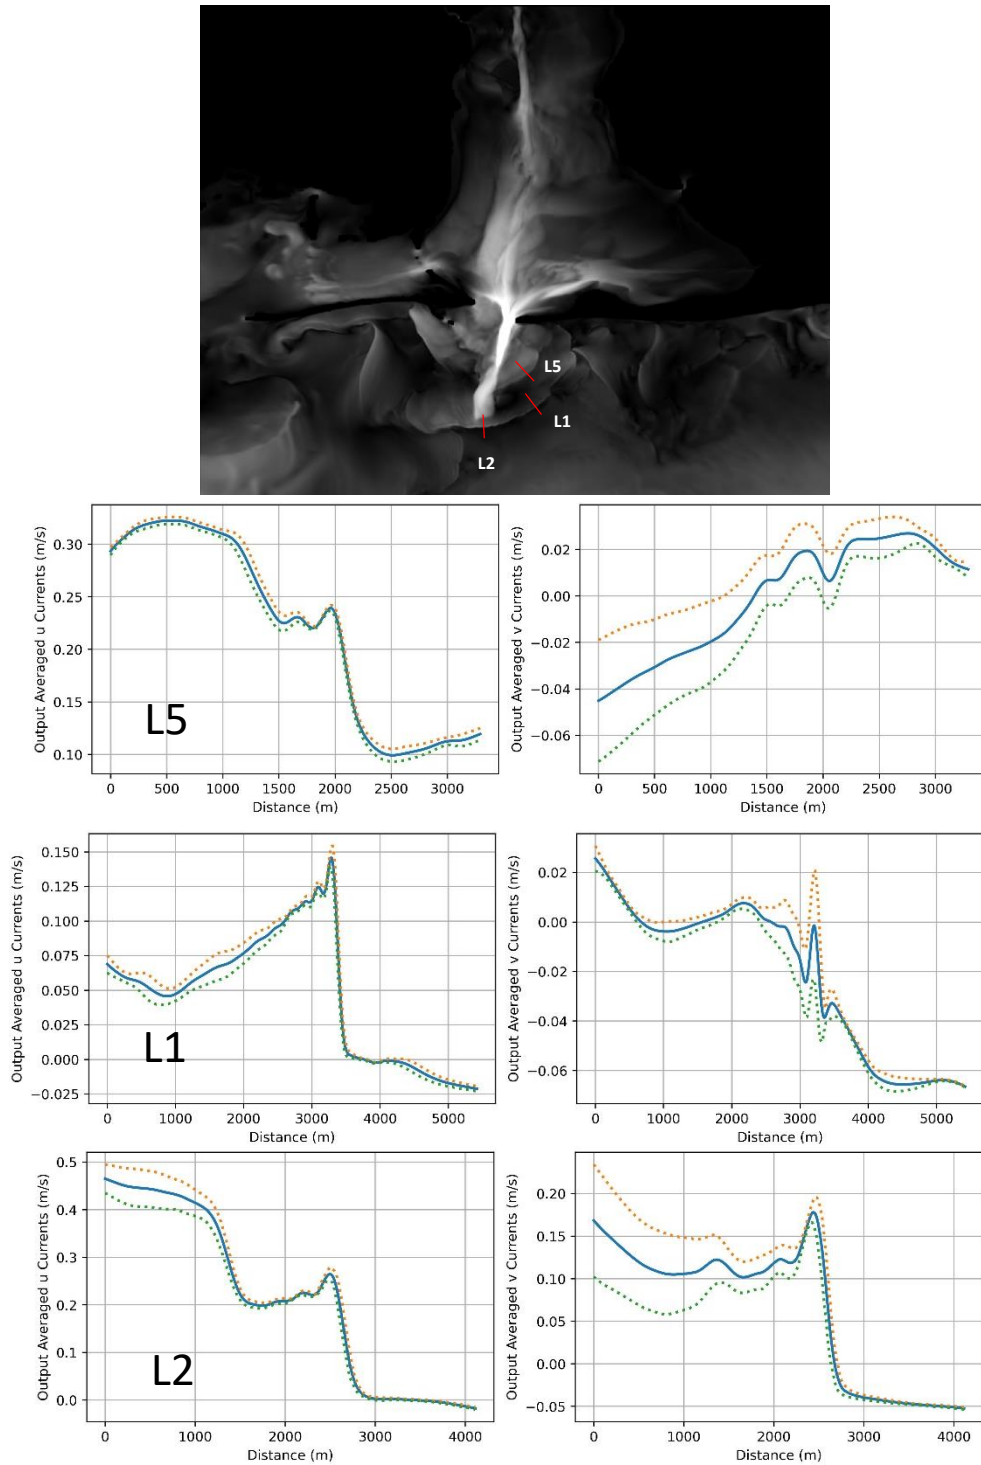 L5
L1
L2
Output Averaged u Currents (m/s)
0.30
0.25
0.20
0.15
0.10
L5
0 500 1000 1500 2000 2500 3000
Distance (m)
Output Averaged v Currents (m/s)
0.02
0.00
−0.02
−0.04
−0.06
0 500 1000 1500 2000 2500 3000
Distance (m)
Output Averaged u Currents (m/s)
0.150
0.125
0.100
0.075
0.050
0.025
0.000
−0.025
L1
0 1000 2000 3000 4000 5000
Distance (m)
Output Averaged v Currents (m/s)
0.02
0.00
−0.02
−0.04
−0.06
0 1000 2000 3000 4000 5000
Distance (m)
Output Averaged u Currents (m/s)
0.5
0.4
0.3
0.2
0.1
0.0
L2
0 1000 2000 3000 4000
Distance (m)
Output Averaged v Currents (m/s)
0.20
0.15
0.10
0.05
0.00
−0.05
0 1000 2000 3000 4000
Distance (m)